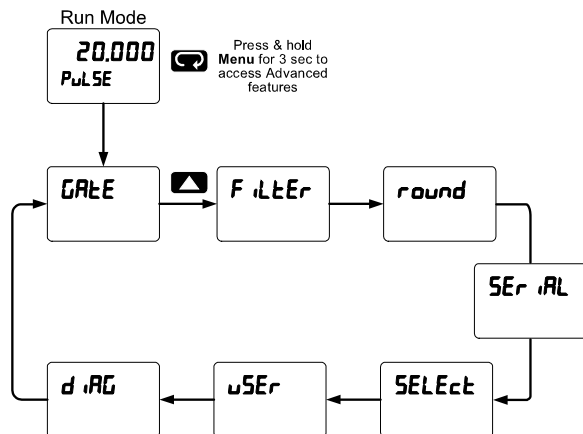 Run Mode
20.000
PuLSE
Press & hold
Menu for 3 sec to
access Advanced
features
GAtE
FiLtEr
round
SEriAL
SELEct
uSEr
diAG